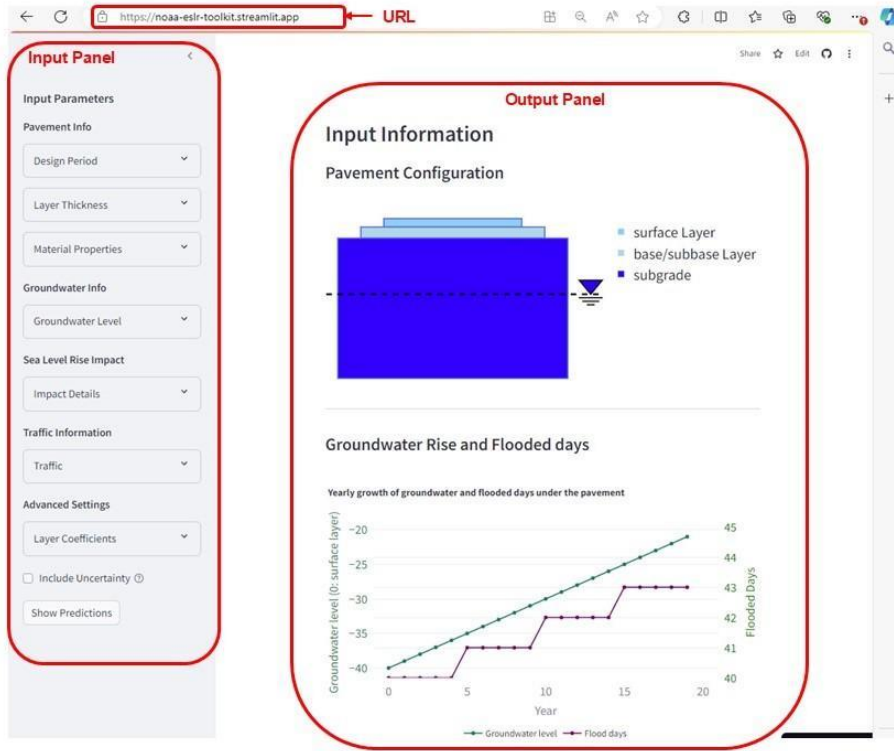 https://noaa-eslr-toolkit.streamlit.app
URL
Input Panel
Input Parameters
Pavement Info
Design Period
Layer Thickness
Material Properties
Groundwater Info
Groundwater Level
Sea Level Rise Impact
Impact Details
Traffic Information
Traffic
Advanced Settings
Layer Coefficients
Include Uncertainty
Show Predictions
Share
Edit
Output Panel
Input Information
Pavement Configuration
surface Layer
base/subbase Layer
subgrade
Groundwater Rise and Flooded days
Yearly growth of groundwater and flooded days under the pavement
Groundwater level (0: surface layer)
−20
−25
−30
−35
−40
45
44
43
42
41
40
Flooded Days
0 5 10 15 20
Year
Groundwater level Flood days